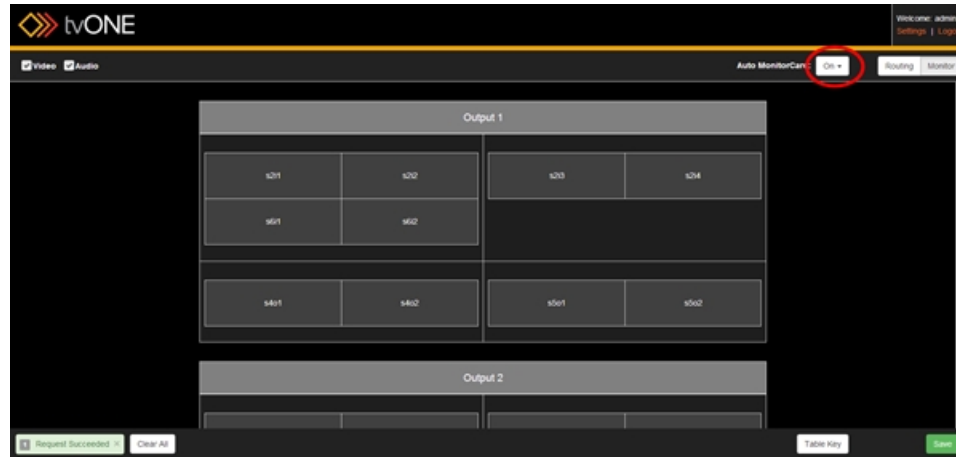 tvONE
Welcome: admin
Settings | Logo
Video Audio
Auto MonitorCard: On
Routing Monitor
Output 1
s2i1 s2i2 s2i3 s2i4
s6i1 s6i2
s4o1 s4o2 s5o1 s5o2
Output 2
Request Succeeded × Clear All
Table Key Save